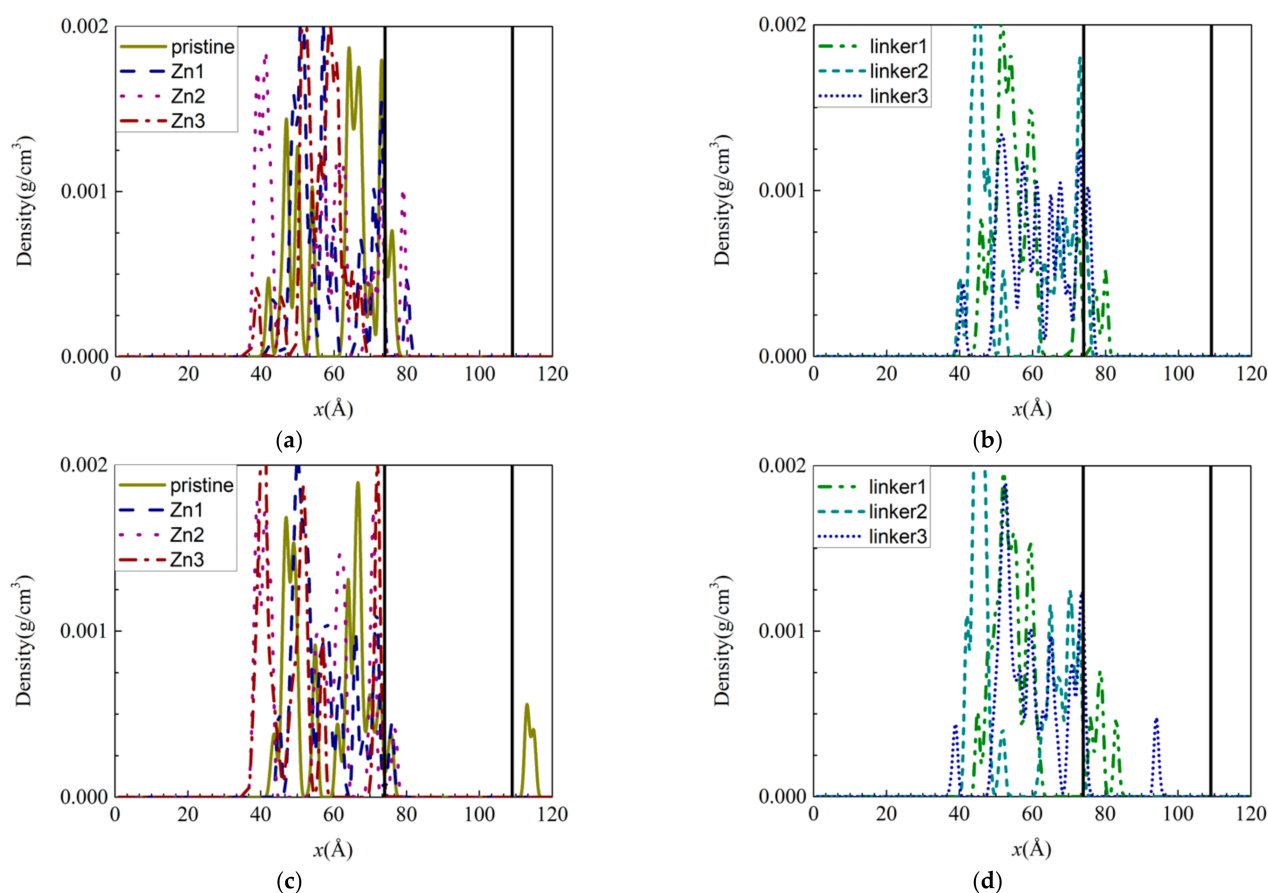 0.002
pristine
Zn1
Zn2
Zn3
0.001
0.000
Density(g/cm³)
0 20 40 60 80 100 120
x(Å)
(a)
0.002
linker1
linker2
linker3
0.001
0.000
Density(g/cm³)
0 20 40 60 80 100 120
x(Å)
(b)
0.002
pristine
Zn1
Zn2
Zn3
0.001
0.000
Density(g/cm³)
0 20 40 60 80 100 120
x(Å)
(c)
0.002
linker1
linker2
linker3
0.001
0.000
Density(g/cm³)
0 20 40 60 80 100 120
x(Å)
(d)